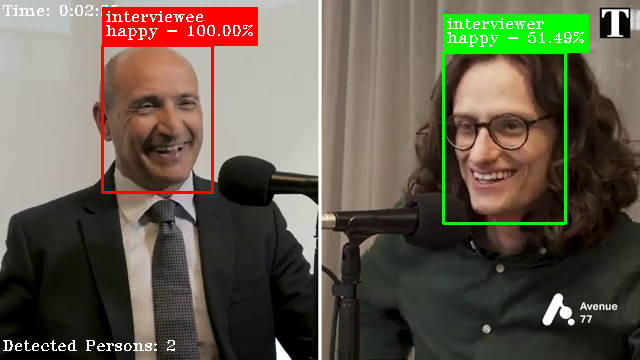 Time: 0:02:
interviewee
happy – 100.00%
interviewer
happy – 51.49%
T
Avenue
77
Detected Persons: 2